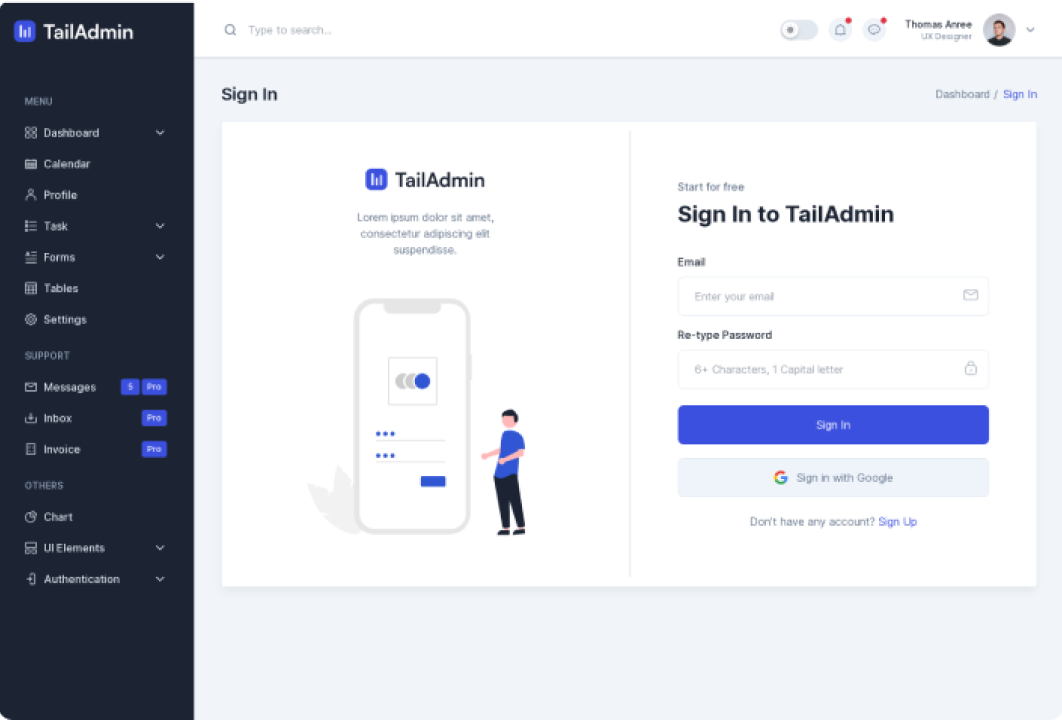 TailAdmin
Type to search...
Thomas Anree
UX Designer
MENU
Dashboard
Calendar
Profile
Task
Forms
Tables
Settings
SUPPORT
Messages 5 Pro
Inbox Pro
Invoice Pro
OTHERS
Chart
UI Elements
Authentication
Sign In
Dashboard / Sign In
TailAdmin
Lorem ipsum dolor sit amet,
consectetur adipiscing elit
suspendisse.
Start for free
Sign In to TailAdmin
Email
Enter your email
Re-type Password
6+ Characters, 1 Capital letter
Sign In
Sign in with Google
Don't have any account? Sign Up